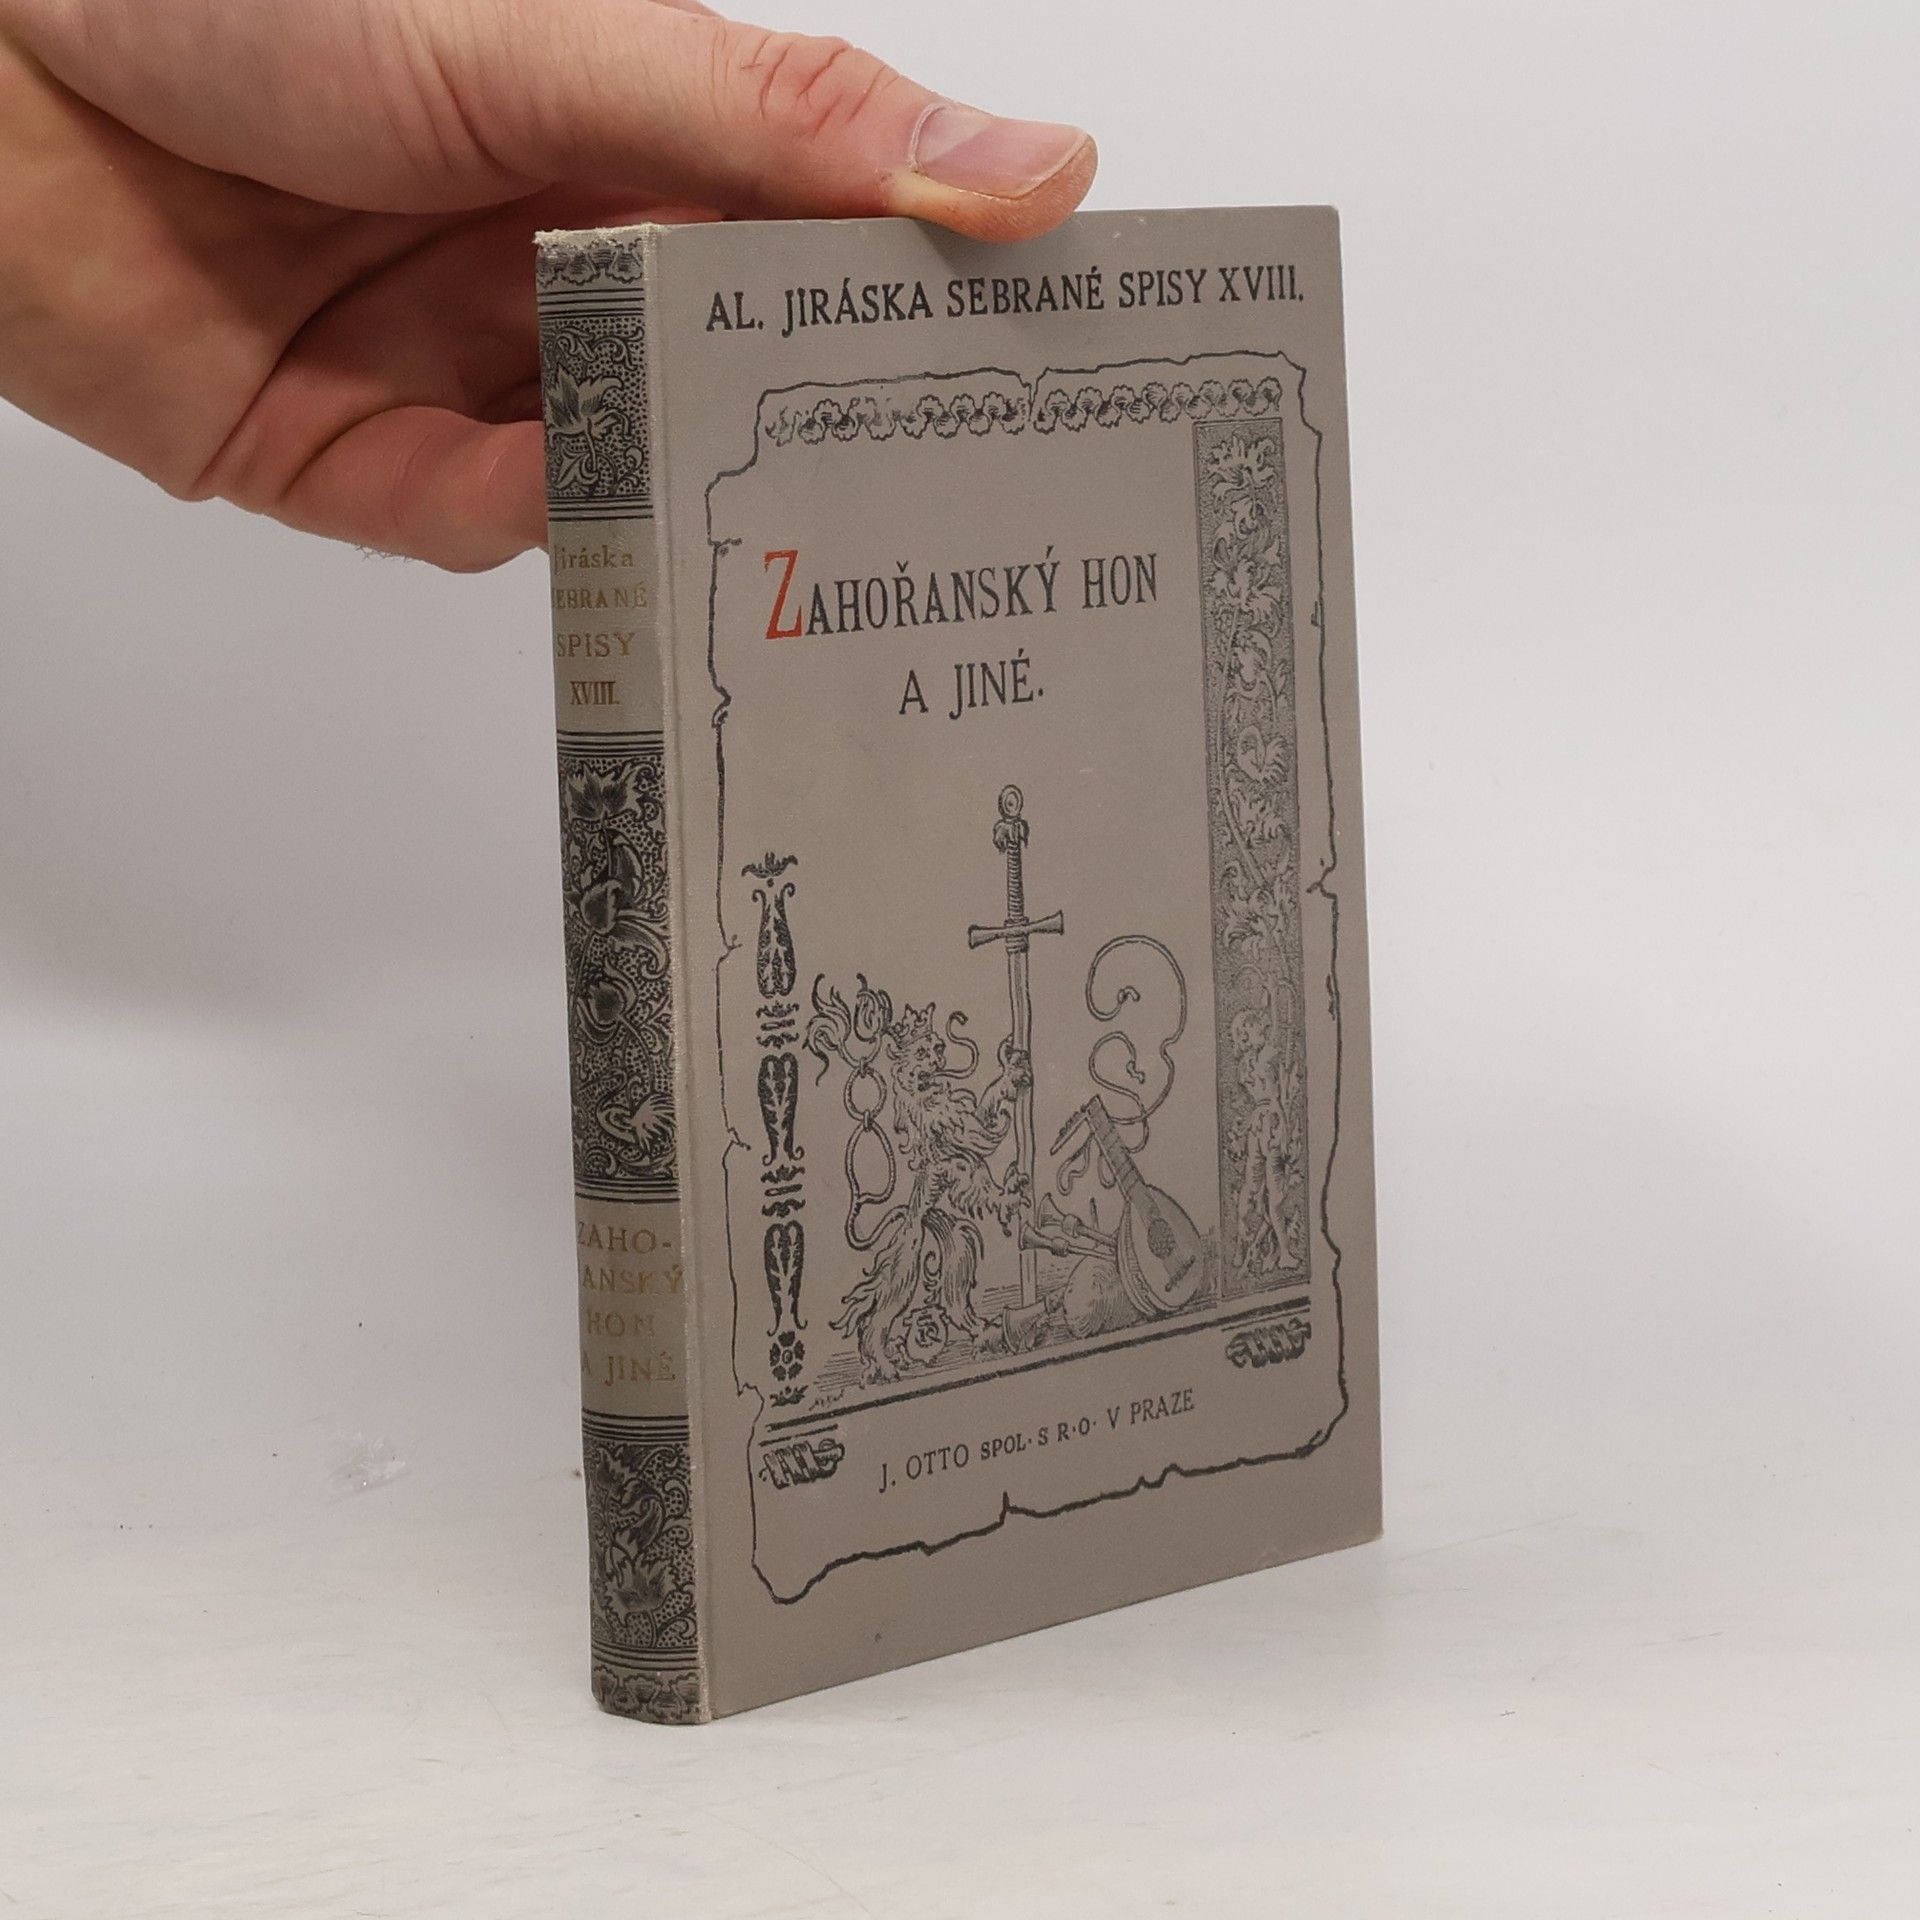 AL. JIRÁSKA SEBRANÉ SPISY XVIII.
ZAHOŘANSKÝ HON
A JINÉ.
J. OTTO SPOL· S R·O· V PRAZE
Jiráska
SEBRANÉ
SPISY
XVIII.
ZAHO-
ŘANSKÝ
HON
A JINÉ